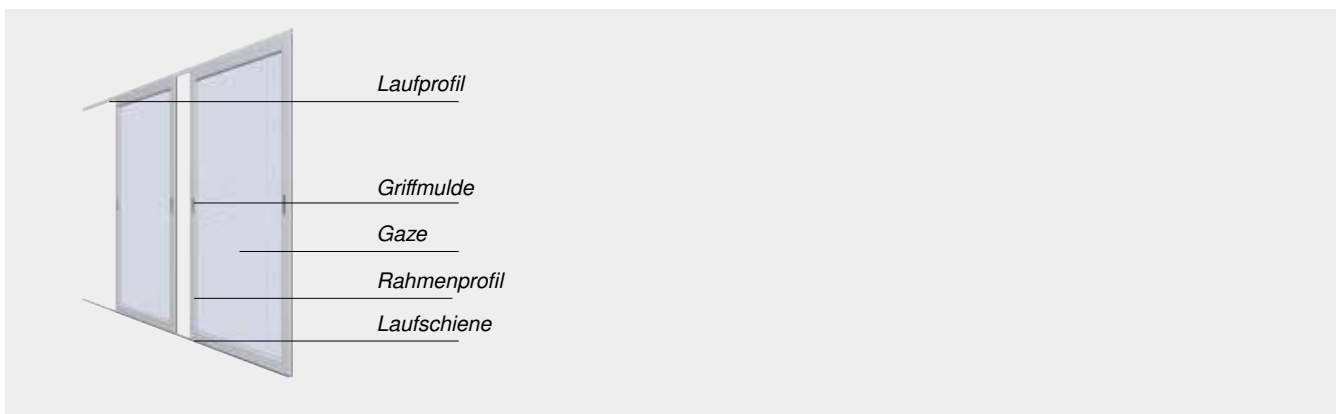 Laufprofil
Griffmulde
Gaze
Rahmenprofil
Laufschiene